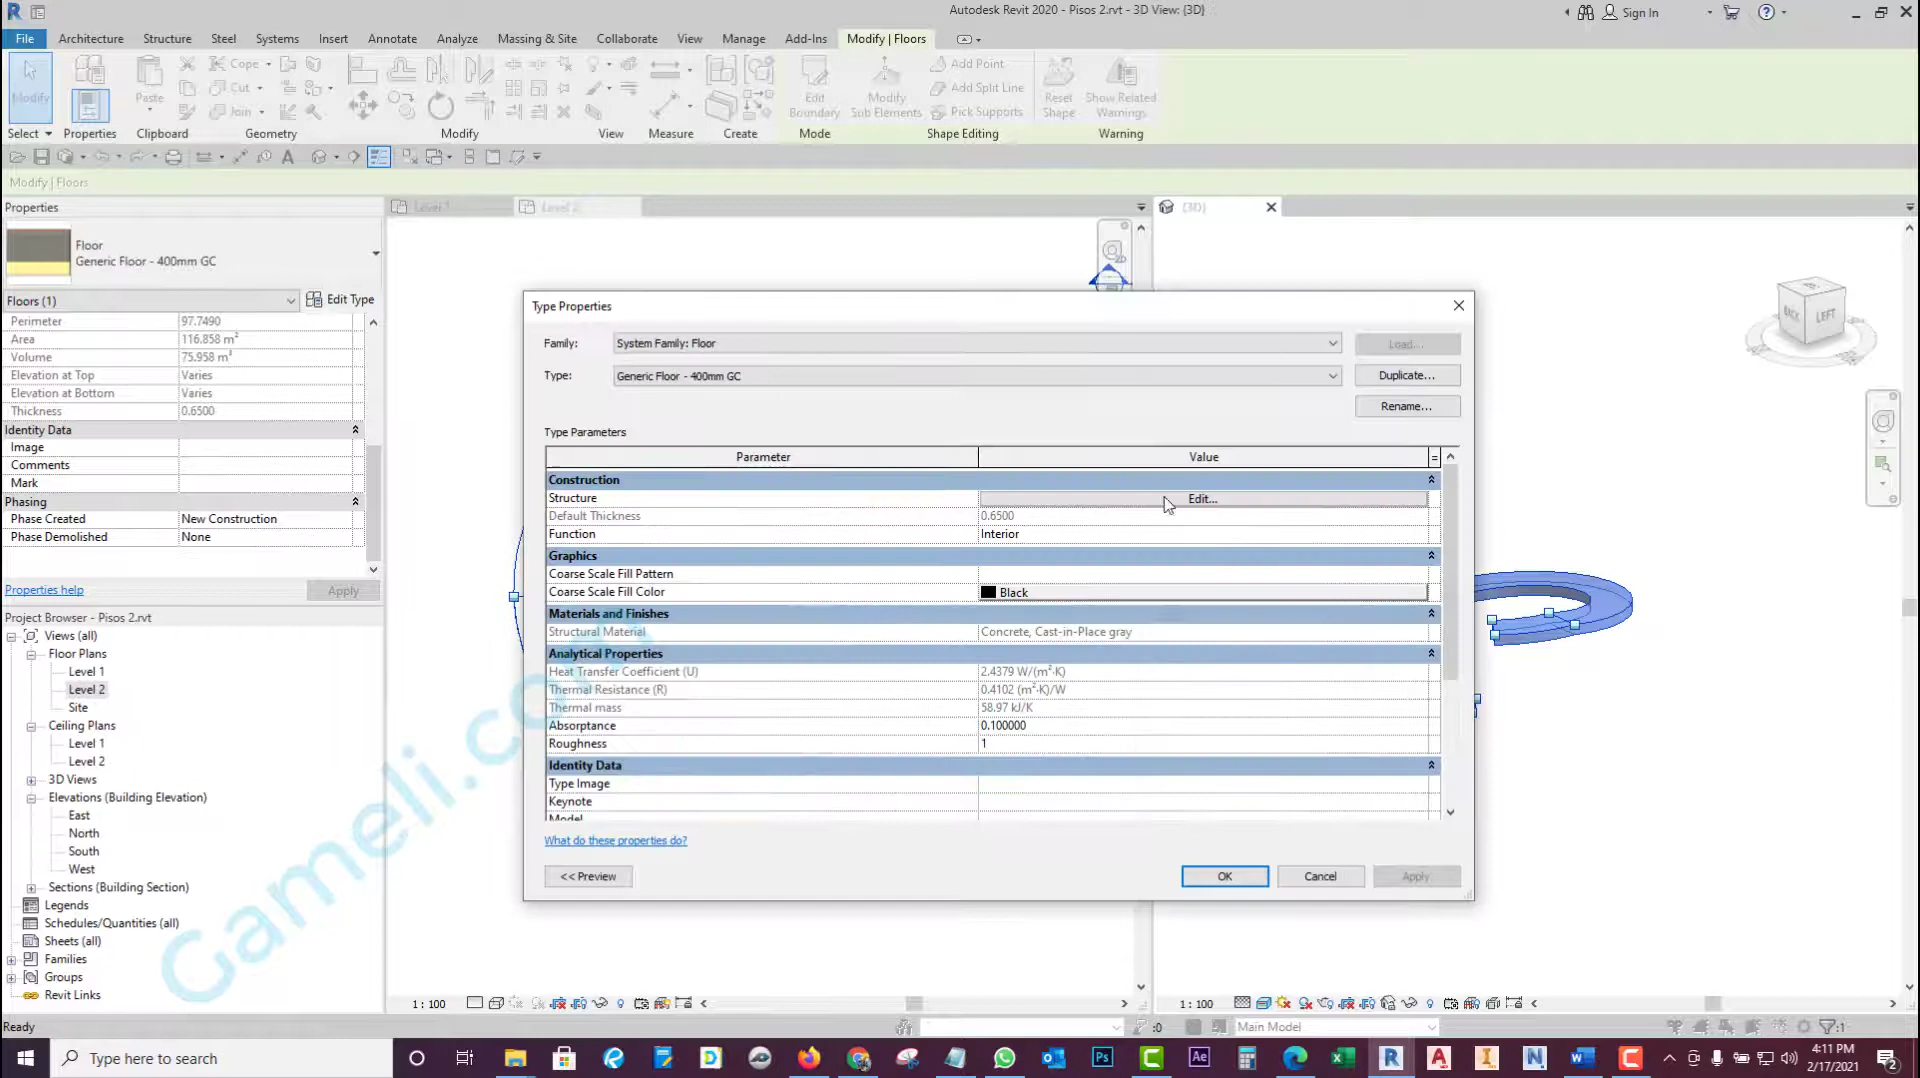 Autodesk Revit 2020 - Pisos 2.rvt - 3D View: {3D}
Sign In
File Architecture Structure Steel Systems Insert Annotate Analyze Massing & Site Collaborate View Manage Add-Ins Modify | Floors
Modify
Paste
Cope
Cut
Join
Edit Boundary
Modify Sub Elements
Add Point
Add Split Line
Pick Supports
Reset Shape
Show Related Warnings
Select Properties Clipboard Geometry Modify View Measure Create Mode Shape Editing Warning
Modify | Floors
Properties
Level 1
Level 2
{3D}
Floor
Generic Floor - 400mm GC
Floors (1)
Edit Type
Perimeter 97.7490
Area 116.858 m²
Volume 75.958 m³
Elevation at Top Varies
Elevation at Bottom Varies
Thickness 0.6500
Identity Data
Image
Comments
Mark
Phasing
Phase Created New Construction
Phase Demolished None
Properties help
Apply
Project Browser - Pisos 2.rvt
Views (all)
Floor Plans
Level 1
Level 2
Site
Ceiling Plans
Level 1
Level 2
3D Views
Elevations (Building Elevation)
East
North
South
West
Sections (Building Section)
Legends
Schedules/Quantities (all)
Sheets (all)
Families
Groups
Revit Links
Type Properties
Family: System Family: Floor Load...
Type: Generic Floor - 400mm GC Duplicate...
Rename...
Type Parameters
Parameter Value =
Construction
Structure Edit...
Default Thickness 0.6500
Function Interior
Graphics
Coarse Scale Fill Pattern
Coarse Scale Fill Color Black
Materials and Finishes
Structural Material Concrete, Cast-in-Place gray
Analytical Properties
Heat Transfer Coefficient (U) 2.4379 W/(m²·K)
Thermal Resistance (R) 0.4102 (m²·K)/W
Thermal mass 58.97 kJ/K
Absorptance 0.100000
Roughness 1
Identity Data
Type Image
Keynote
Model
What do these properties do?
<< Preview OK Cancel Apply
BACK LEFT
Gameli.com
1 : 100
1 : 100
Ready
:0
Main Model
:1
Type here to search
4:11 PM
2/17/2021
2